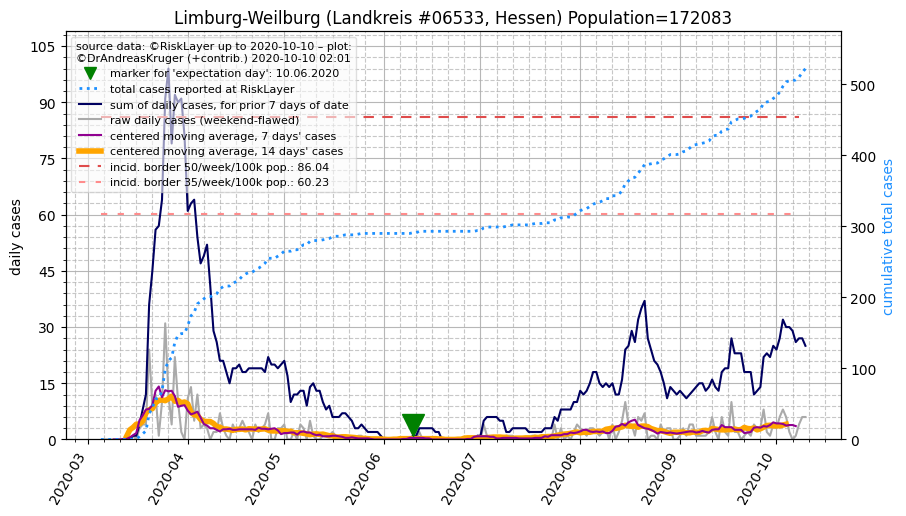 Limburg-Weilburg (Landkreis #06533, Hessen) Population=172083
source data: ©RiskLayer up to 2020-10-10 – plot:
©DrAndreasKruger (+contrib.) 2020-10-10 02:01
marker for 'expectation day': 10.06.2020
total cases reported at RiskLayer
sum of daily cases, for prior 7 days of date
raw daily cases (weekend-flawed)
centered moving average, 7 days' cases
centered moving average, 14 days' cases
incid. border 50/week/100k pop.: 86.04
incid. border 35/week/100k pop.: 60.23
daily cases
105
90
75
60
45
30
15
0
cumulative total cases
500
400
300
200
100
0
2020-03
2020-04
2020-05
2020-06
2020-07
2020-08
2020-09
2020-10